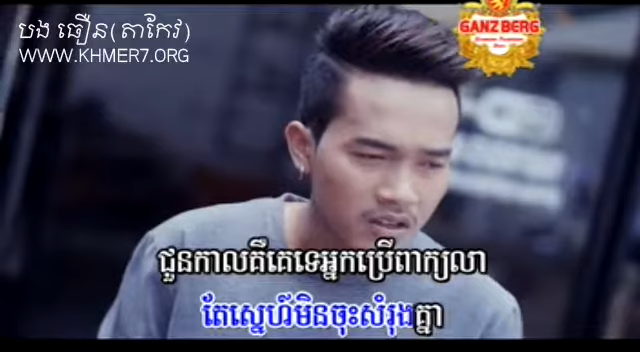 បង ធឿន(តាកែវ)
WWW.KHMER7.ORG
GANZBERG
ជួនកាលគឺគេទេអ្នកប្រើពាក្យលា
តែស្នេហ៍មិនចុះសំរុងគ្នា